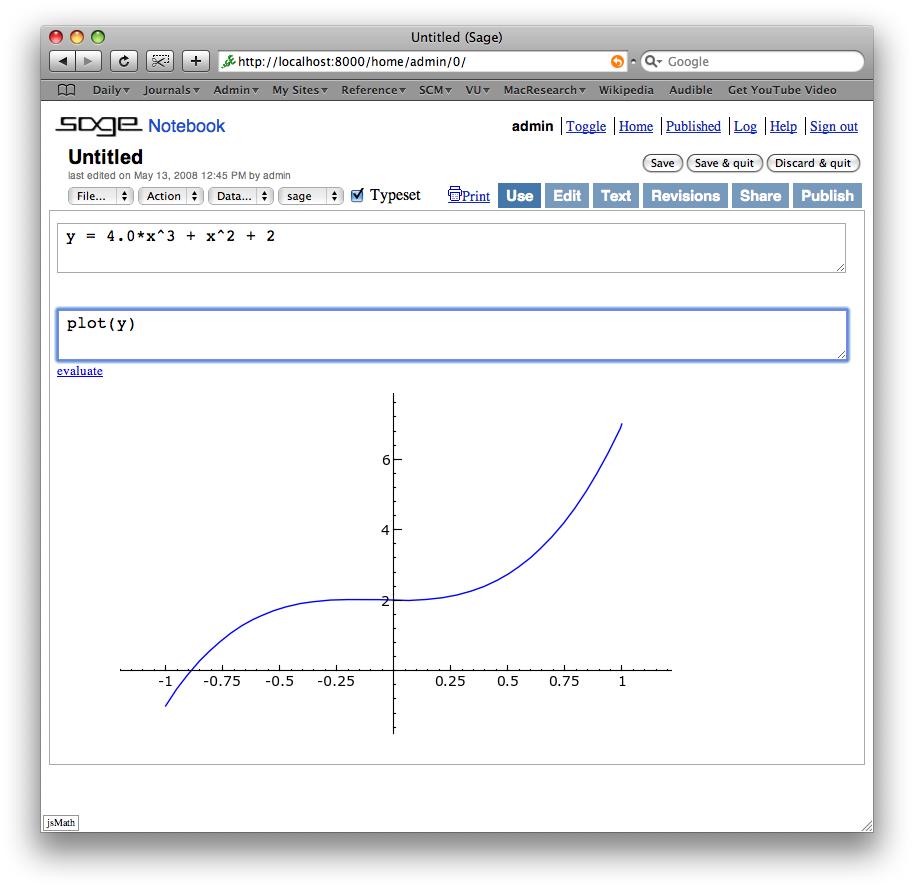 Untitled (Sage)
http://localhost:8000/home/admin/0/ Google
Daily Journals Admin My Sites Reference SCM VU MacResearch Wikipedia Audible Get YouTube Video
sage Notebook admin Toggle Home Published Log Help Sign out
Untitled
last edited on May 13, 2008 12:45 PM by admin
Save Save & quit Discard & quit
File... Action Data... sage Typeset Print Use Edit Text Revisions Share Publish
y = 4.0*x^3 + x^2 + 2
plot(y)
evaluate
6
4
2
-1 -0.75 -0.5 -0.25 0.25 0.5 0.75 1
jsMath